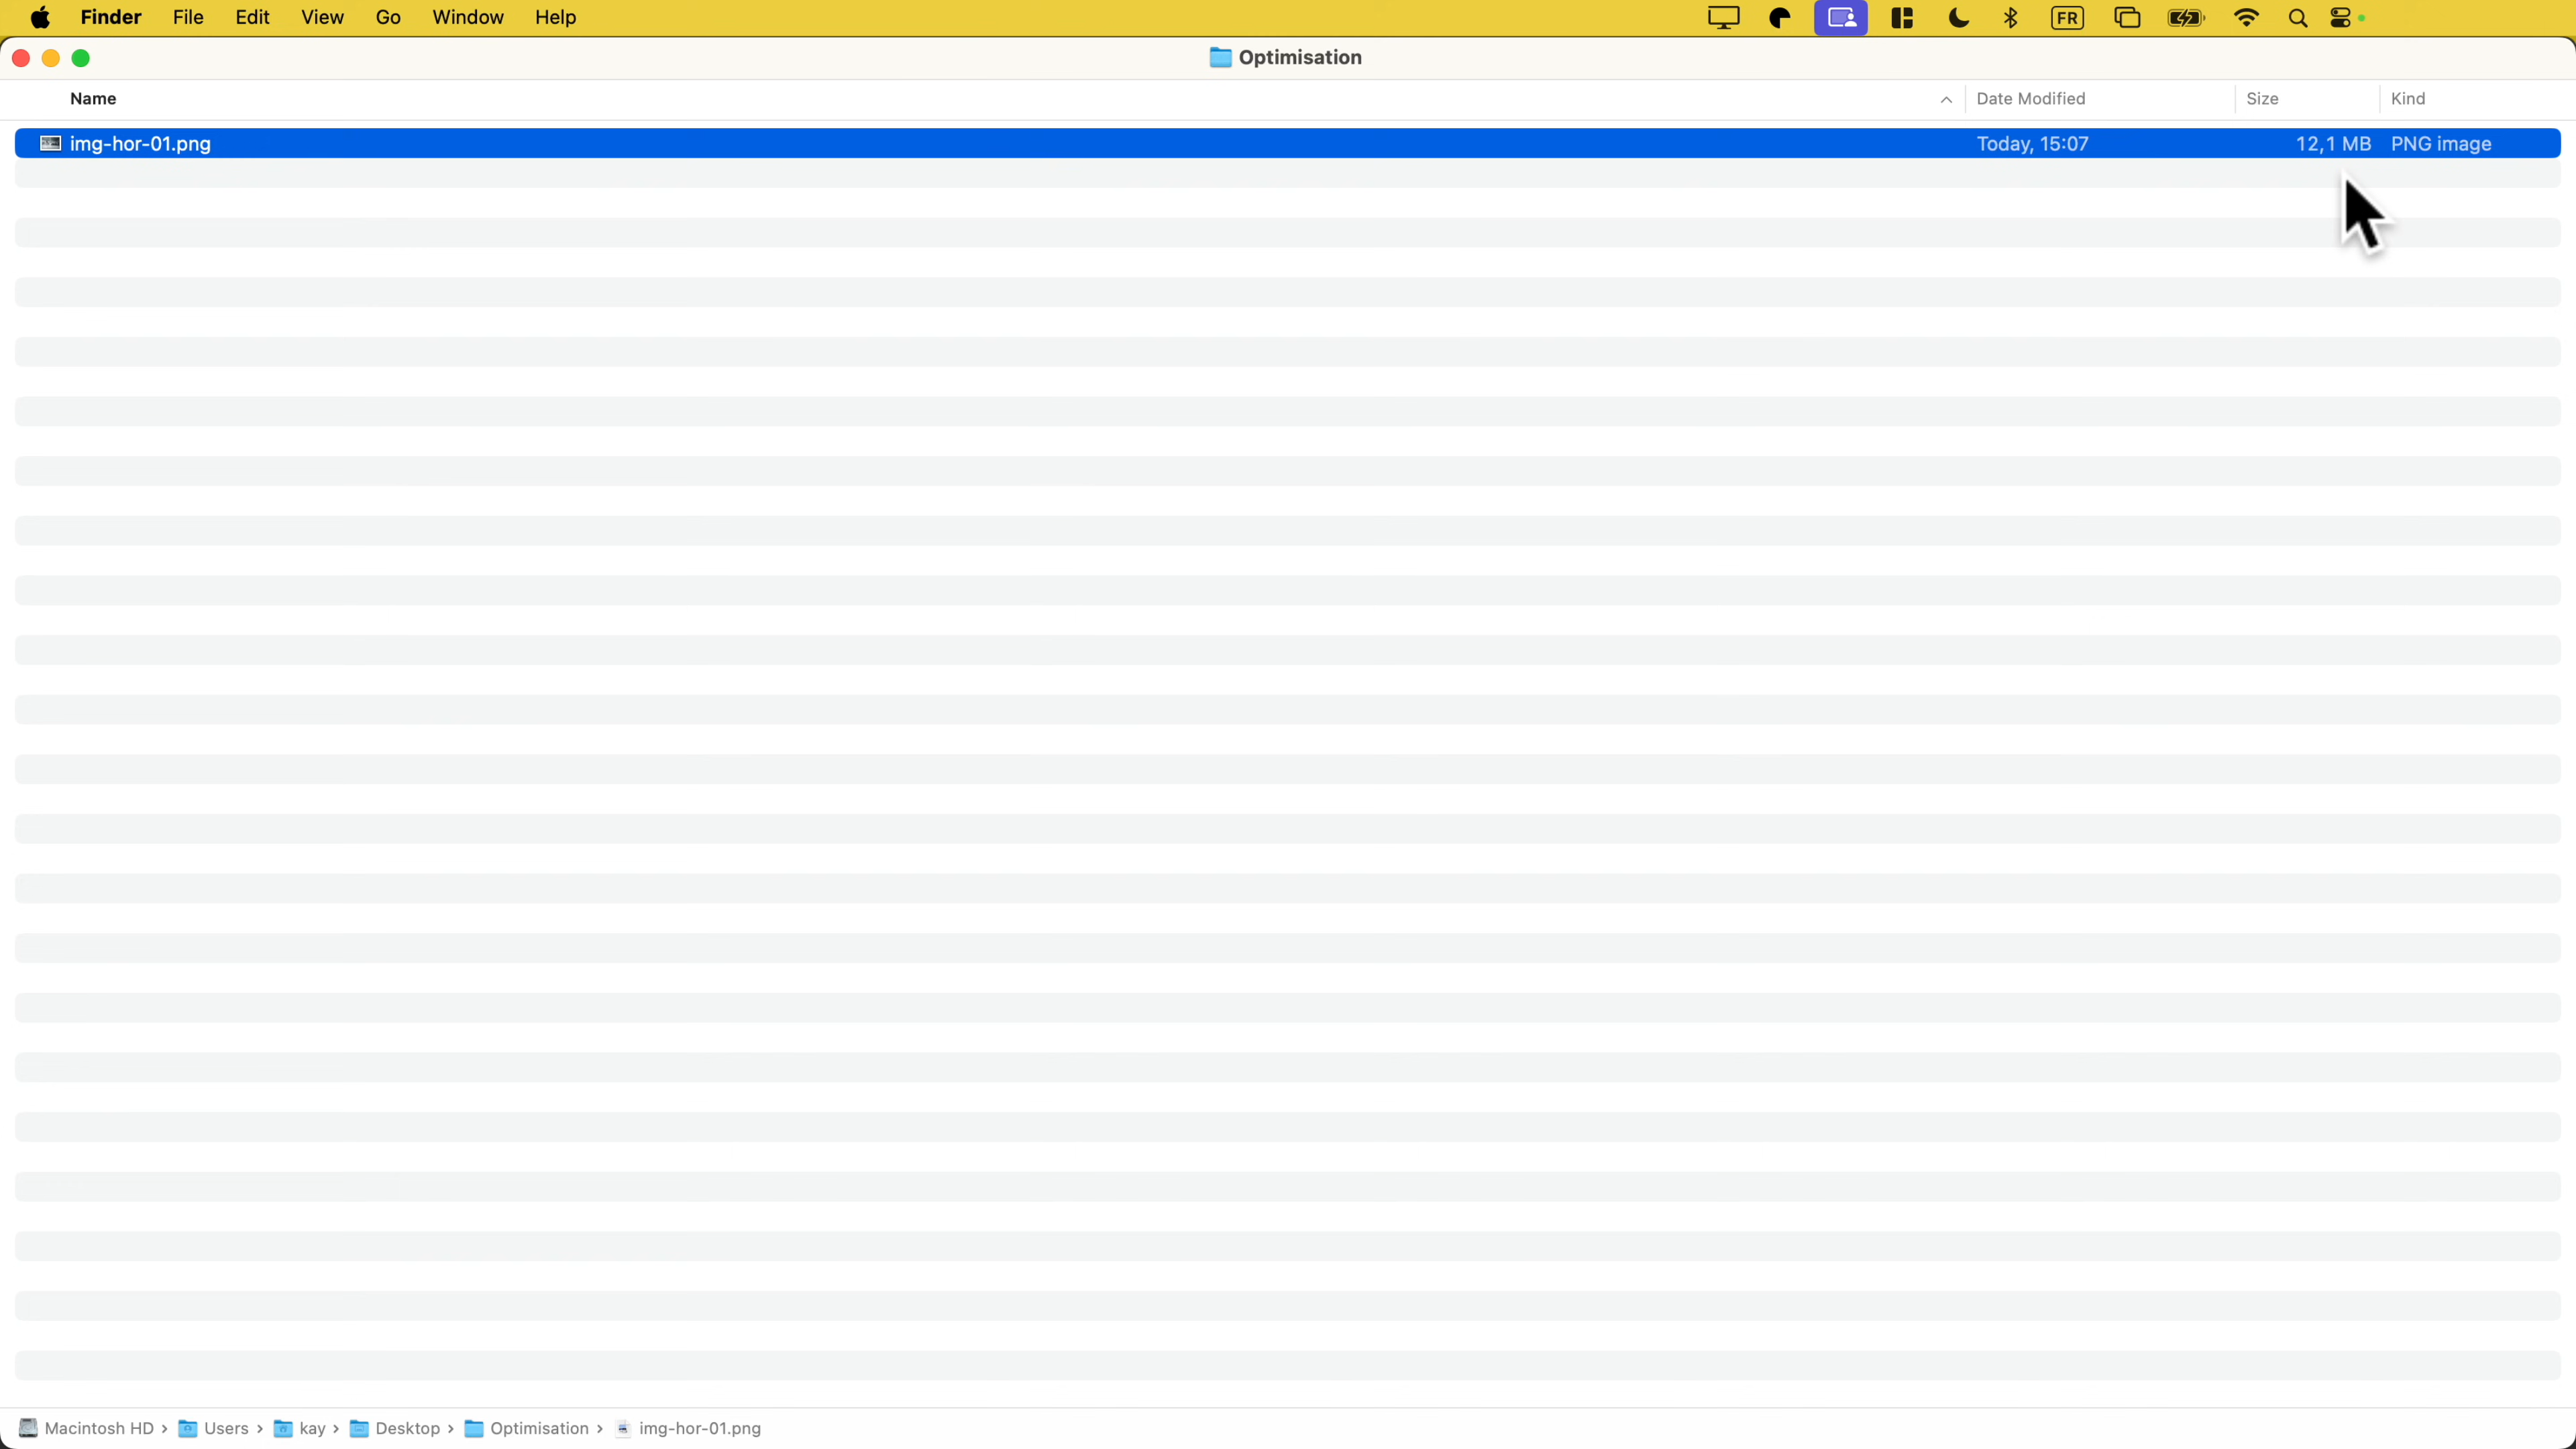 Finder File Edit View Go Window Help FR
Optimisation
Name Date Modified Size Kind
img-hor-01.png Today, 15:07 12,1 MB PNG image
Macintosh HD › Users › kay › Desktop › Optimisation › img-hor-01.png